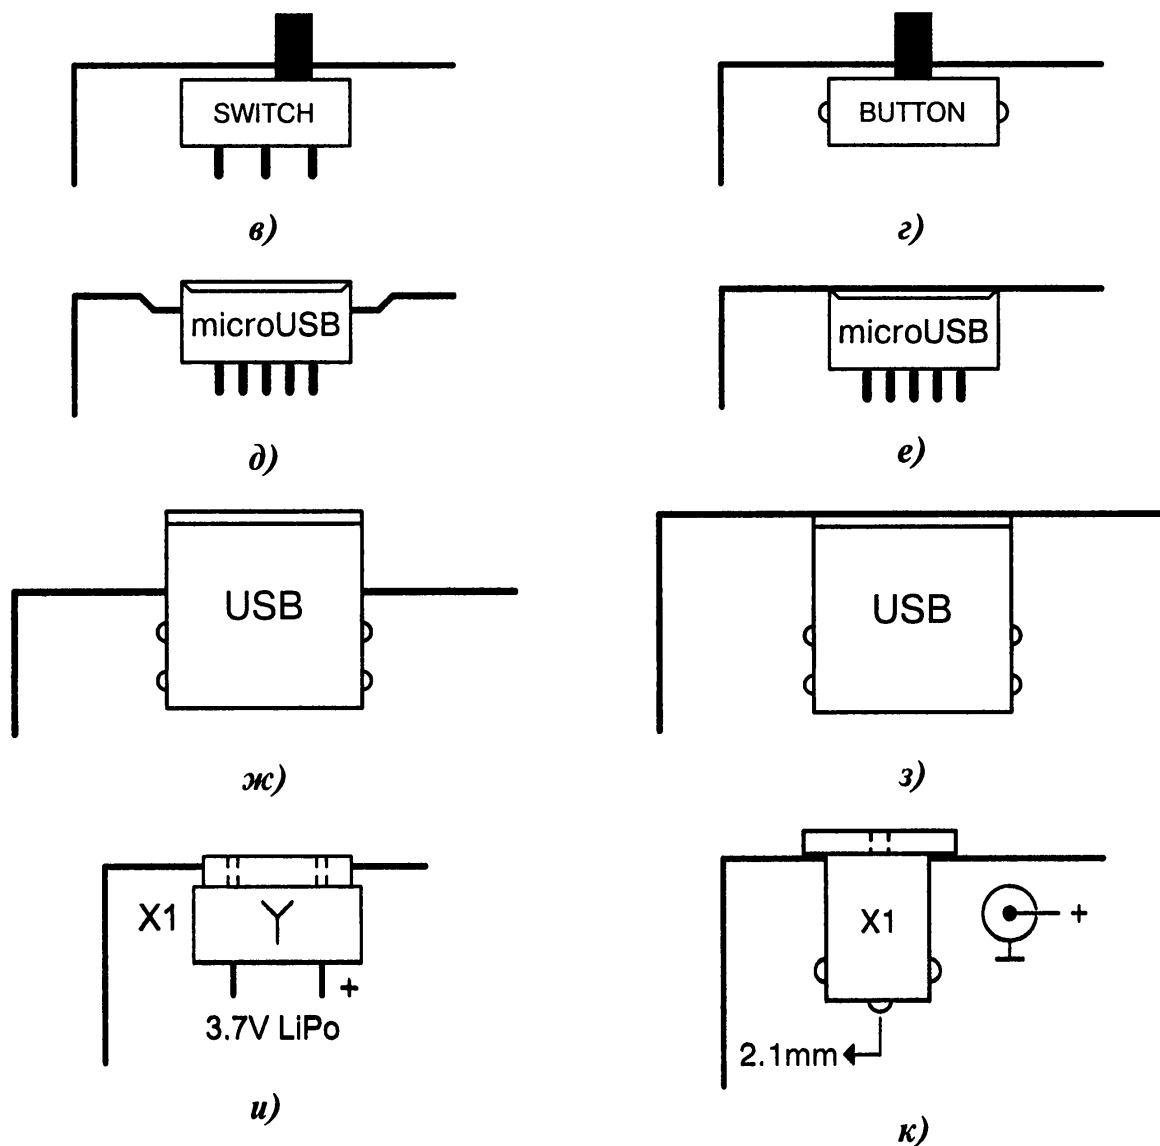 SWITCH
BUTTON
в)
г)
microUSB
microUSB
д)
е)
USB
USB
ж)
з)
X1
Y
+
3.7V LiPo
X1
+
2.1mm
и)
к)